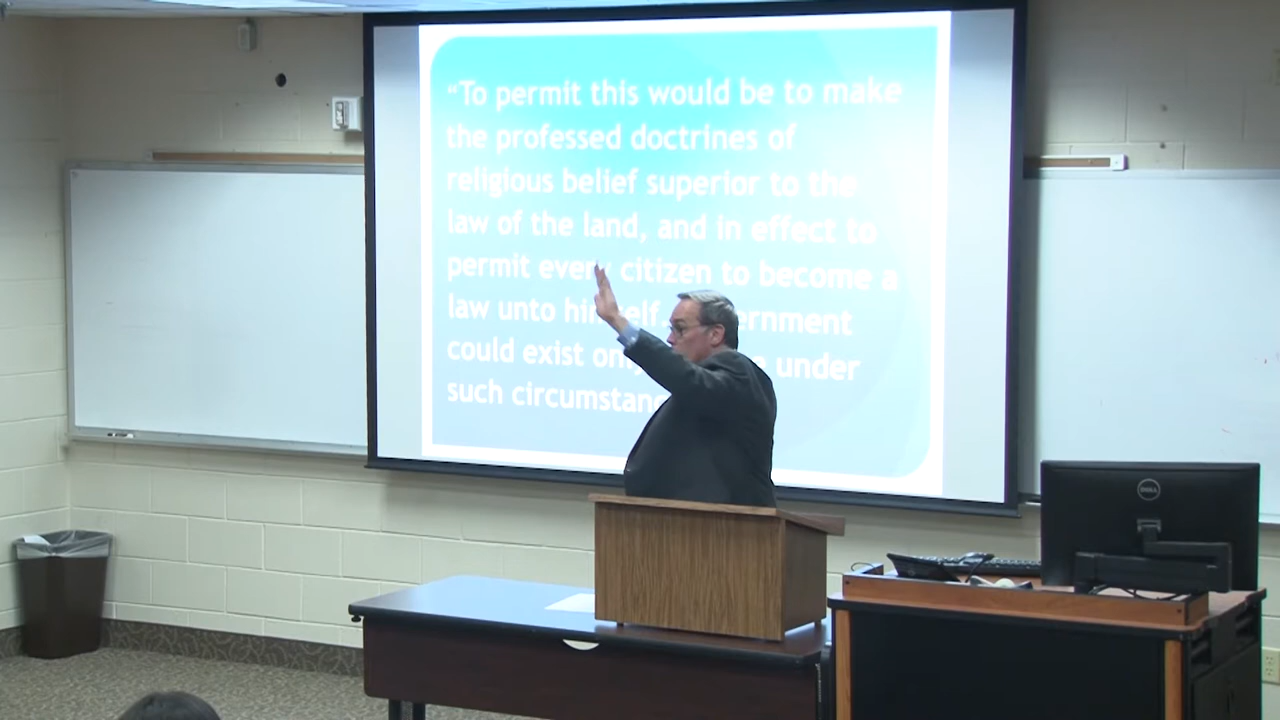 “To permit this would be to make
the professed doctrines of
religious belief superior to the
law of the land, and in effect to
permit every citizen to become a
law unto
could exist under
such
DELL